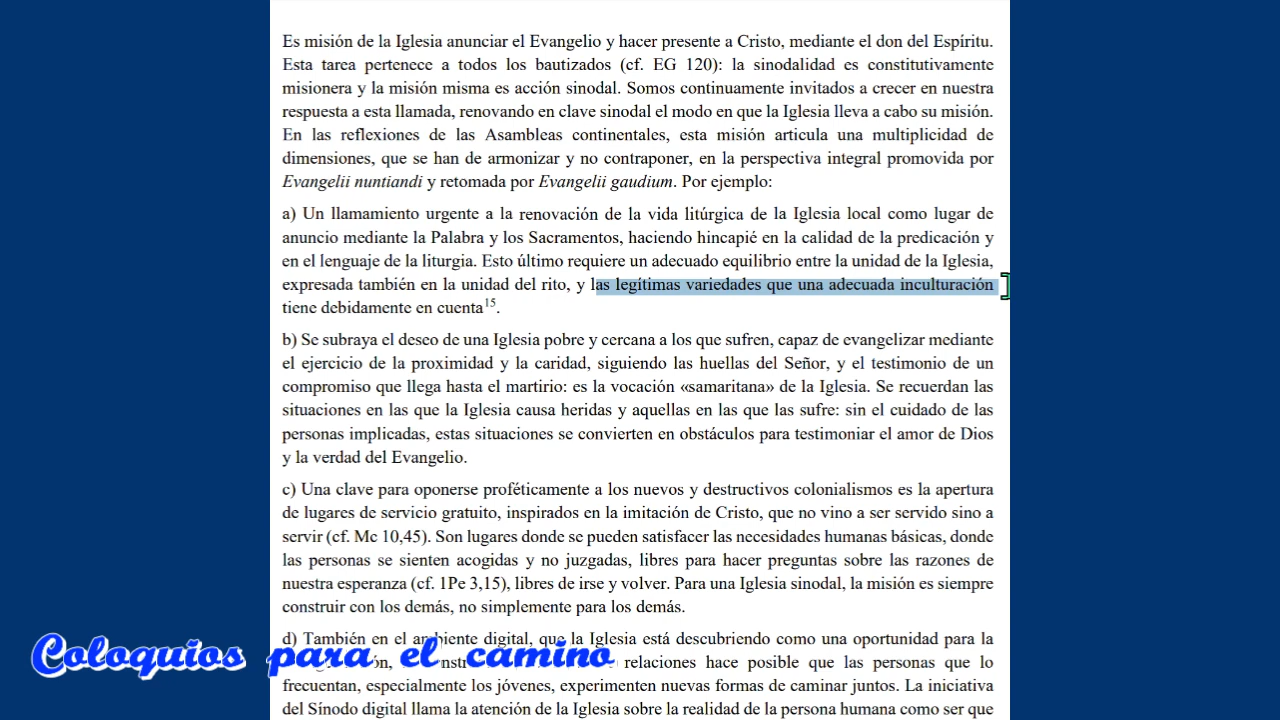 Es misión de la Iglesia anunciar el Evangelio y hacer presente a Cristo, mediante el don del Espíritu.
Esta tarea pertenece a todos los bautizados (cf. EG 120): la sinodalidad es constitutivamente
misionera y la misión misma es acción sinodal. Somos continuamente invitados a crecer en nuestra
respuesta a esta llamada, renovando en clave sinodal el modo en que la Iglesia lleva a cabo su misión.
En las reflexiones de las Asambleas continentales, esta misión articula una multiplicidad de
dimensiones, que se han de armonizar y no contraponer, en la perspectiva integral promovida por
Evangelii nuntiandi y retomada por Evangelii gaudium. Por ejemplo:
a) Un llamamiento urgente a la renovación de la vida litúrgica de la Iglesia local como lugar de
anuncio mediante la Palabra y los Sacramentos, haciendo hincapié en la calidad de la predicación y
en el lenguaje de la liturgia. Esto último requiere un adecuado equilibrio entre la unidad de la Iglesia,
expresada también en la unidad del rito, y las legítimas variedades que una adecuada inculturación
tiene debidamente en cuenta15.
b) Se subraya el deseo de una Iglesia pobre y cercana a los que sufren, capaz de evangelizar mediante
el ejercicio de la proximidad y la caridad, siguiendo las huellas del Señor, y el testimonio de un
compromiso que llega hasta el martirio: es la vocación «samaritana» de la Iglesia. Se recuerdan las
situaciones en las que la Iglesia causa heridas y aquellas en las que las sufre: sin el cuidado de las
personas implicadas, estas situaciones se convierten en obstáculos para testimoniar el amor de Dios
y la verdad del Evangelio.
c) Una clave para oponerse proféticamente a los nuevos y destructivos colonialismos es la apertura
de lugares de servicio gratuito, inspirados en la imitación de Cristo, que no vino a ser servido sino a
servir (cf. Mc 10,45). Son lugares donde se pueden satisfacer las necesidades humanas básicas, donde
las personas se sienten acogidas y no juzgadas, libres para hacer preguntas sobre las razones de
nuestra esperanza (cf. 1Pe 3,15), libres de irse y volver. Para una Iglesia sinodal, la misión es siempre
construir con los demás, no simplemente para los demás.
d) También en el ambiente digital, que la Iglesia está descubriendo como una oportunidad para la
relaciones hace posible que las personas que lo
Coloquios para el camino
frecuentan, especialmente los jóvenes, experimenten nuevas formas de caminar juntos. La iniciativa
del Sínodo digital llama la atención de la Iglesia sobre la realidad de la persona humana como ser que